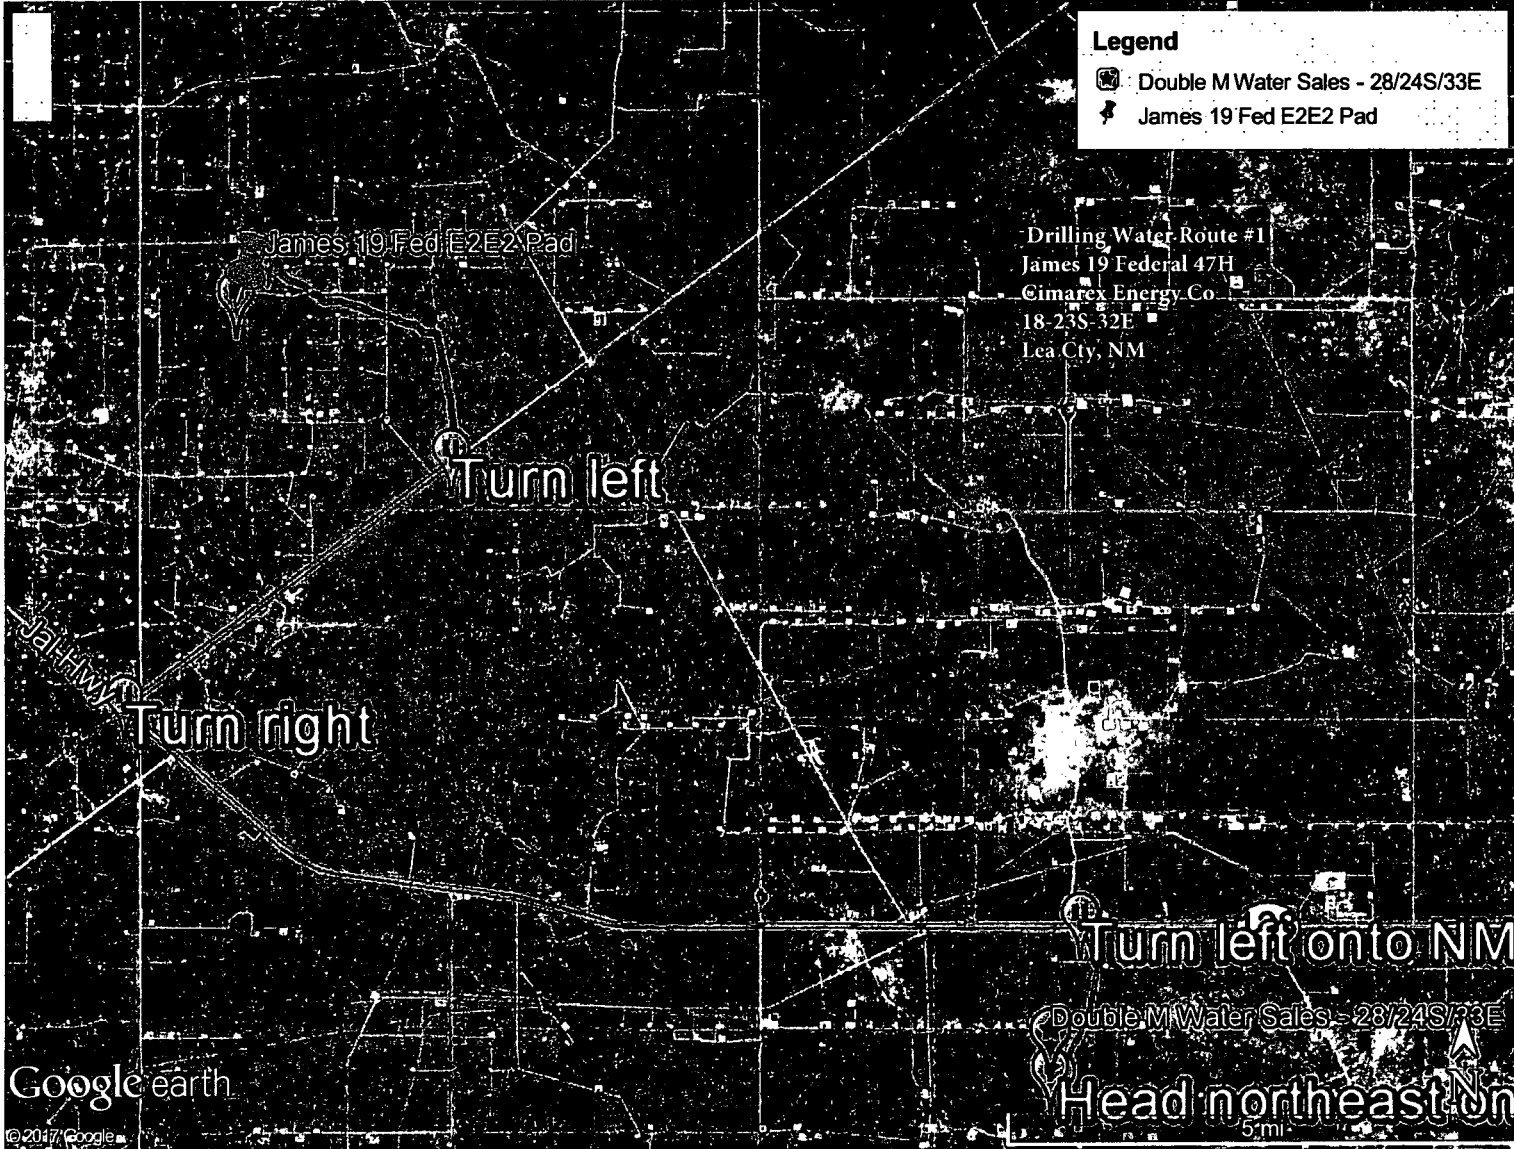 Legend
Double M Water Sales - 28/24S/33E
James 19 Fed E2E2 Pad
James 19 Fed E2E2 Pad
Drilling Water Route #1
James 19 Federal 47H
Cimarex Energy Co
18-23S-32E
Lea Cty, NM
Turn left
Jal Hwy
Turn right
Turn left onto NM
Double M Water Sales - 28/24S/33E
Head northeast on
N
5 mi
Google earth
© 2017 Google